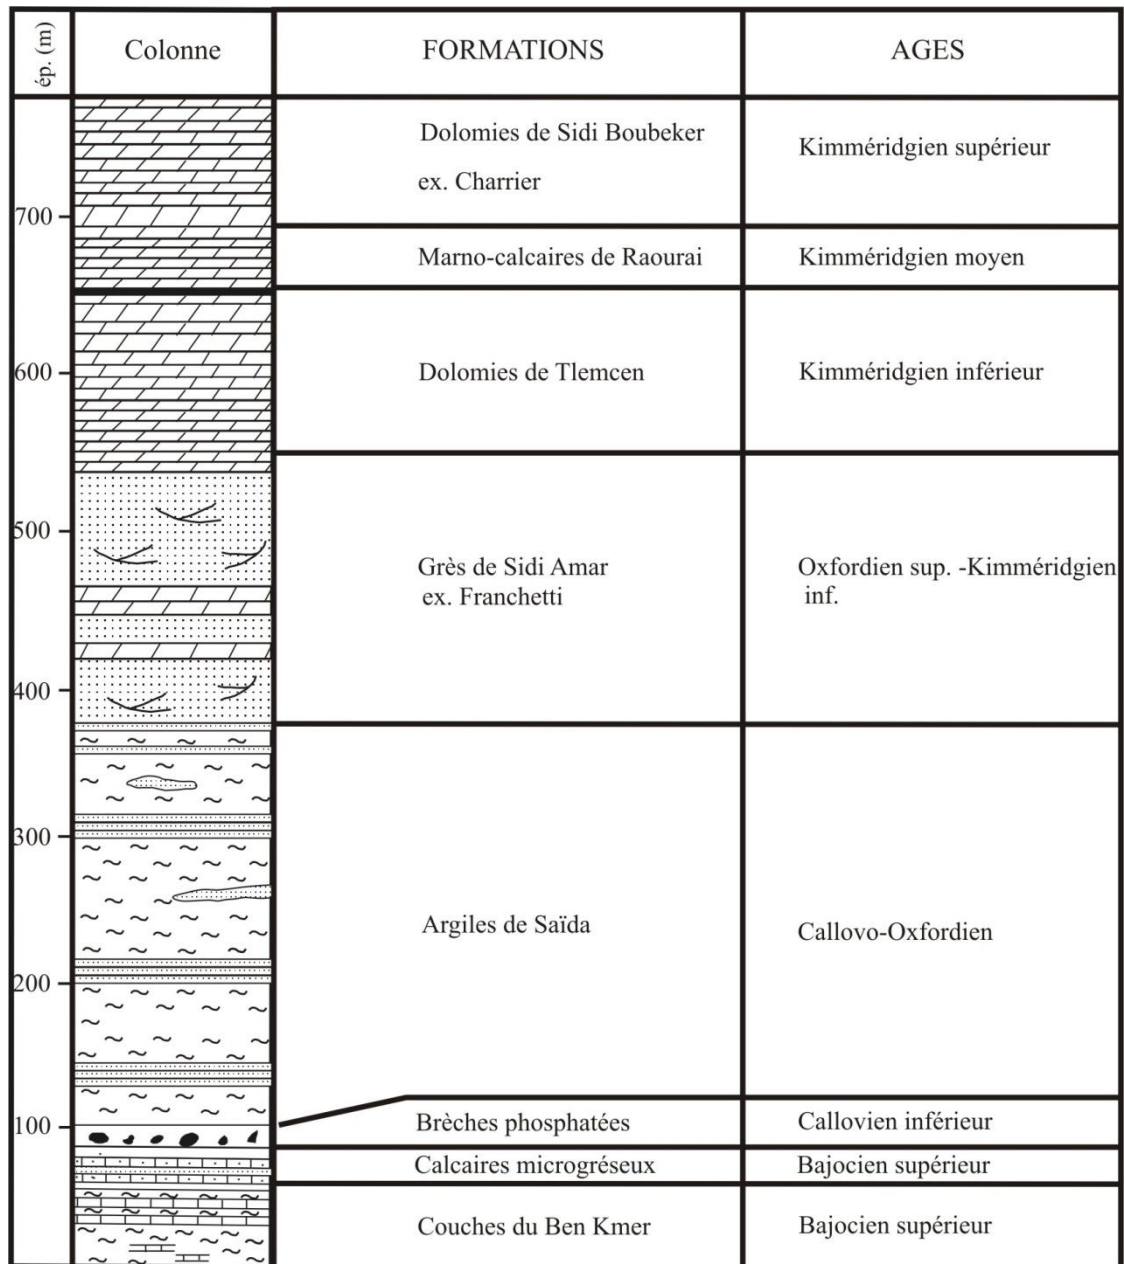 ép. (m)
Colonne
FORMATIONS
AGES
Dolomies de Sidi Boubeker
ex. Charrier
Kimméridgien supérieur
700
Marno-calcaires de Raourai
Kimméridgien moyen
600
Dolomies de Tlemcen
Kimméridgien inférieur
500
Grès de Sidi Amar
ex. Franchetti
Oxfordien sup. -Kimméridgien
inf.
400
300
Argiles de Saïda
Callovo-Oxfordien
200
100
Brèches phosphatées
Callovien inférieur
Calcaires microgréseux
Bajocien supérieur
Couches du Ben Kmer
Bajocien supérieur